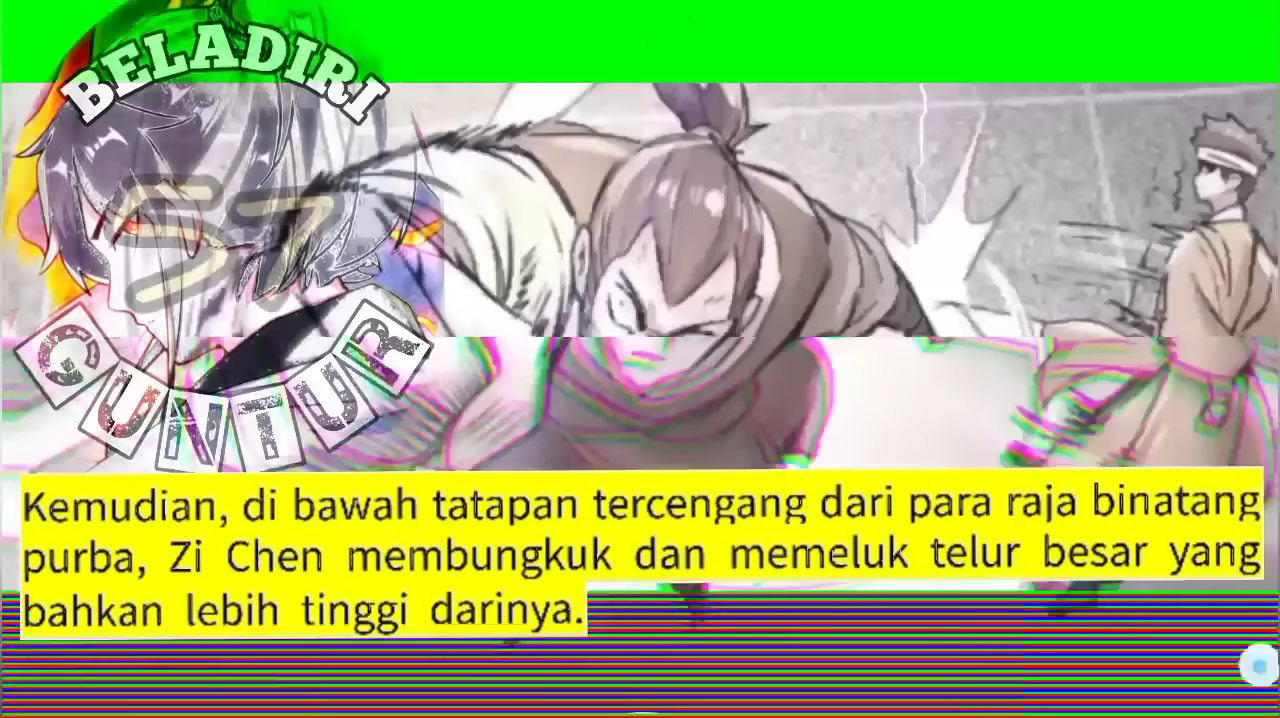 BELADIRI
57
GUNTUR
Kemudian, di bawah tatapan tercengang dari para raja binatang
purba, Zi Chen membungkuk dan memeluk telur besar yang
bahkan lebih tinggi darinya.